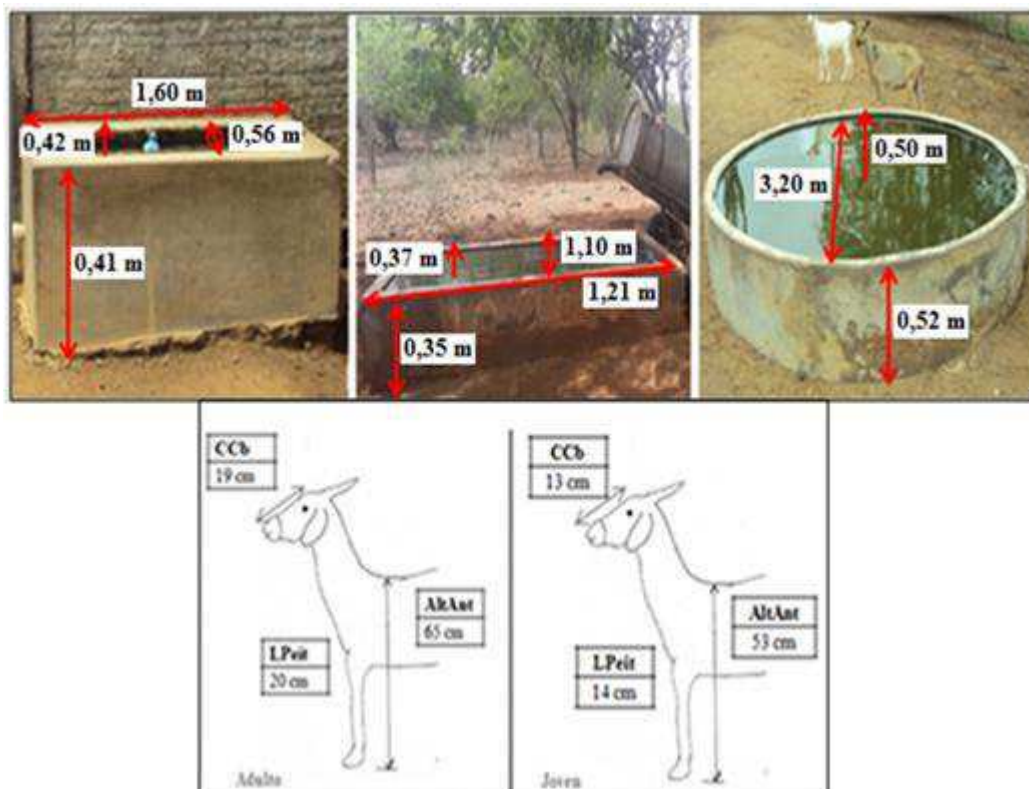 1,60 m
0,42 m
0,56 m
0,41 m
0,37 m
1,10 m
1,21 m
0,35 m
0,50 m
3,20 m
0,52 m
CCb
19 cm
AltAnt
65 cm
LPeit
20 cm
Adulto
CCb
13 cm
AltAnt
53 cm
LPeit
14 cm
Joven